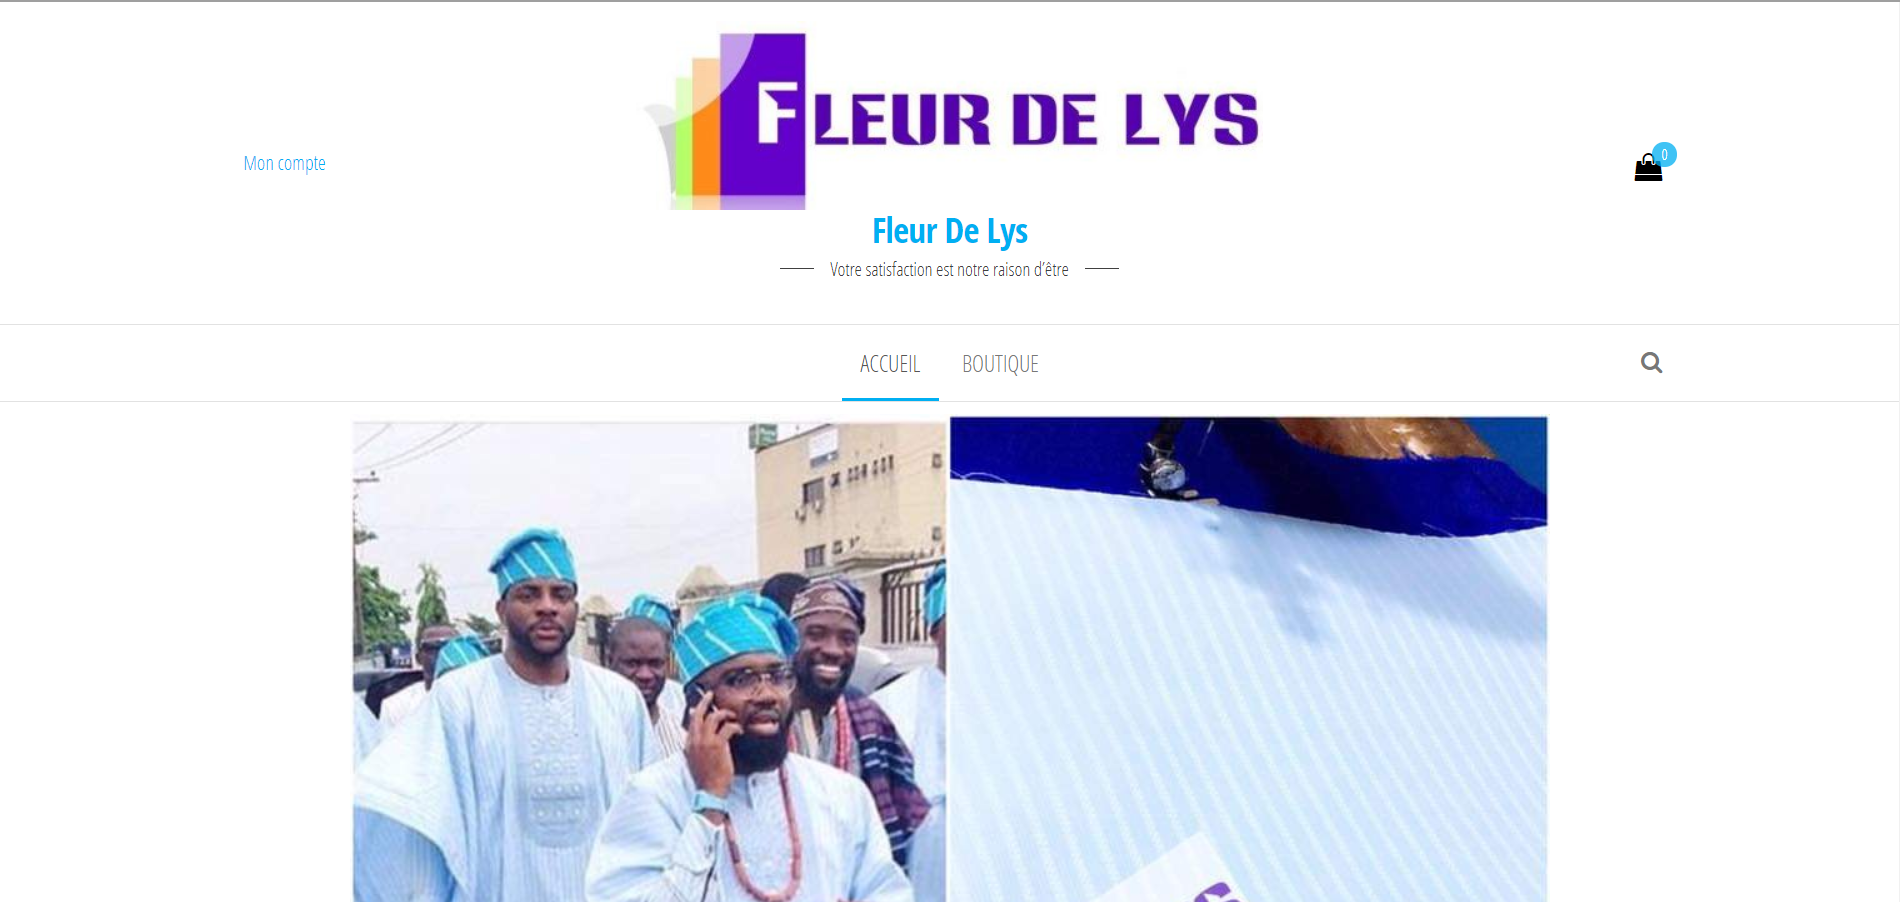 FLEUR DE LYS
Mon compte
0
Fleur De Lys
Votre satisfaction est notre raison d'être
ACCUEIL BOUTIQUE